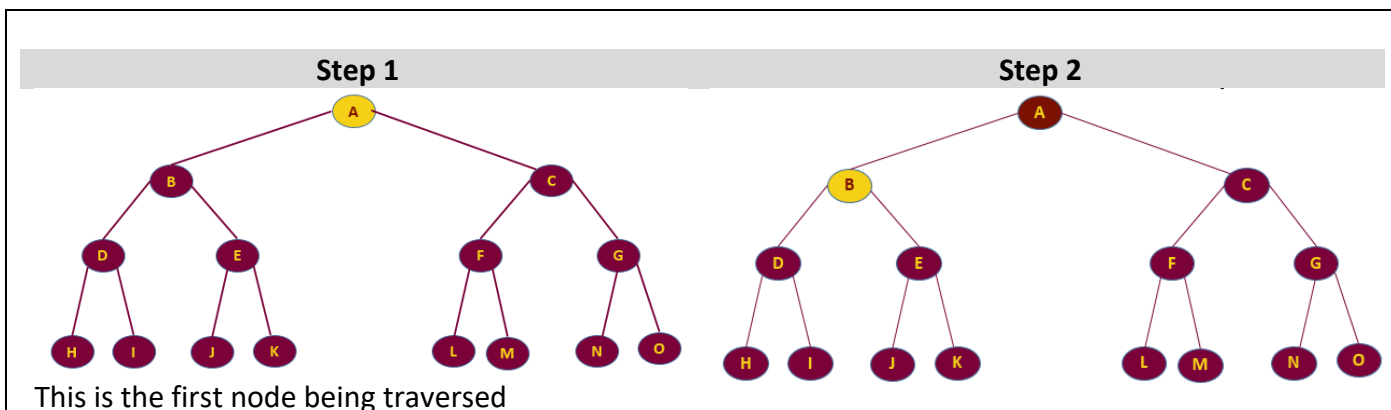 Step 1
Step 2
A
B
C
D
E
F
G
H
I
J
K
L
M
N
O
A
B
C
D
E
F
G
H
I
J
K
L
M
N
O
This is the first node being traversed